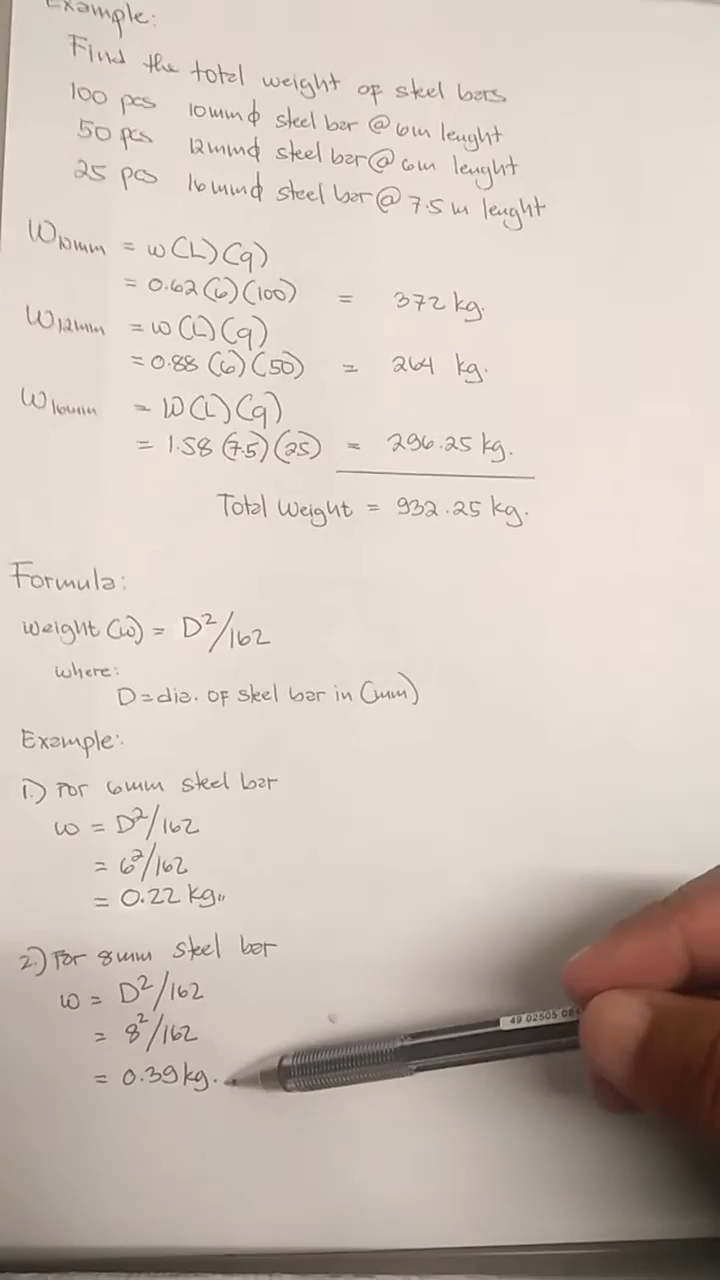 Example:
Find the total weight of steel bars
100 pcs 10mmϕ steel bar @ 6m lenght
50 pcs 12mmϕ steel bar @ 6m lenght
25 pcs 16mmϕ steel bar @ 7.5m lenght
W10mm = w(L)(q)
= 0.62(6)(100) = 372 kg.
W12mm = w(L)(q)
= 0.88(6)(50) = 264 kg.
W16mm = W(L)(q)
= 1.58(7.5)(25) = 296.25 kg.
Total Weight = 932.25 kg.
Formula:
weight(w) = D²/162
where:
D = dia. of steel bar in (mm)
Example:
1.) For 6mm steel bar
w = D²/162
= 6²/162
= 0.22 kg.
2.) For 8mm steel bar
w = D²/162
= 8²/162
= 0.39 kg.
49 02505 084